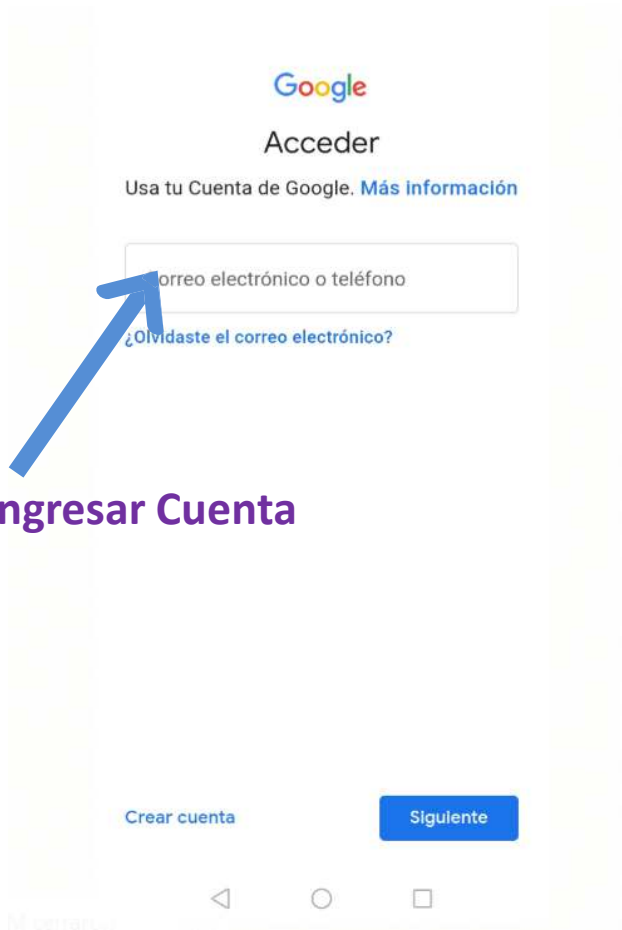 Google
Acceder
Usa tu Cuenta de Google. Más información
Correo electrónico o teléfono
¿Olvidaste el correo electrónico?
ngresar Cuenta
Crear cuenta
Siguiente